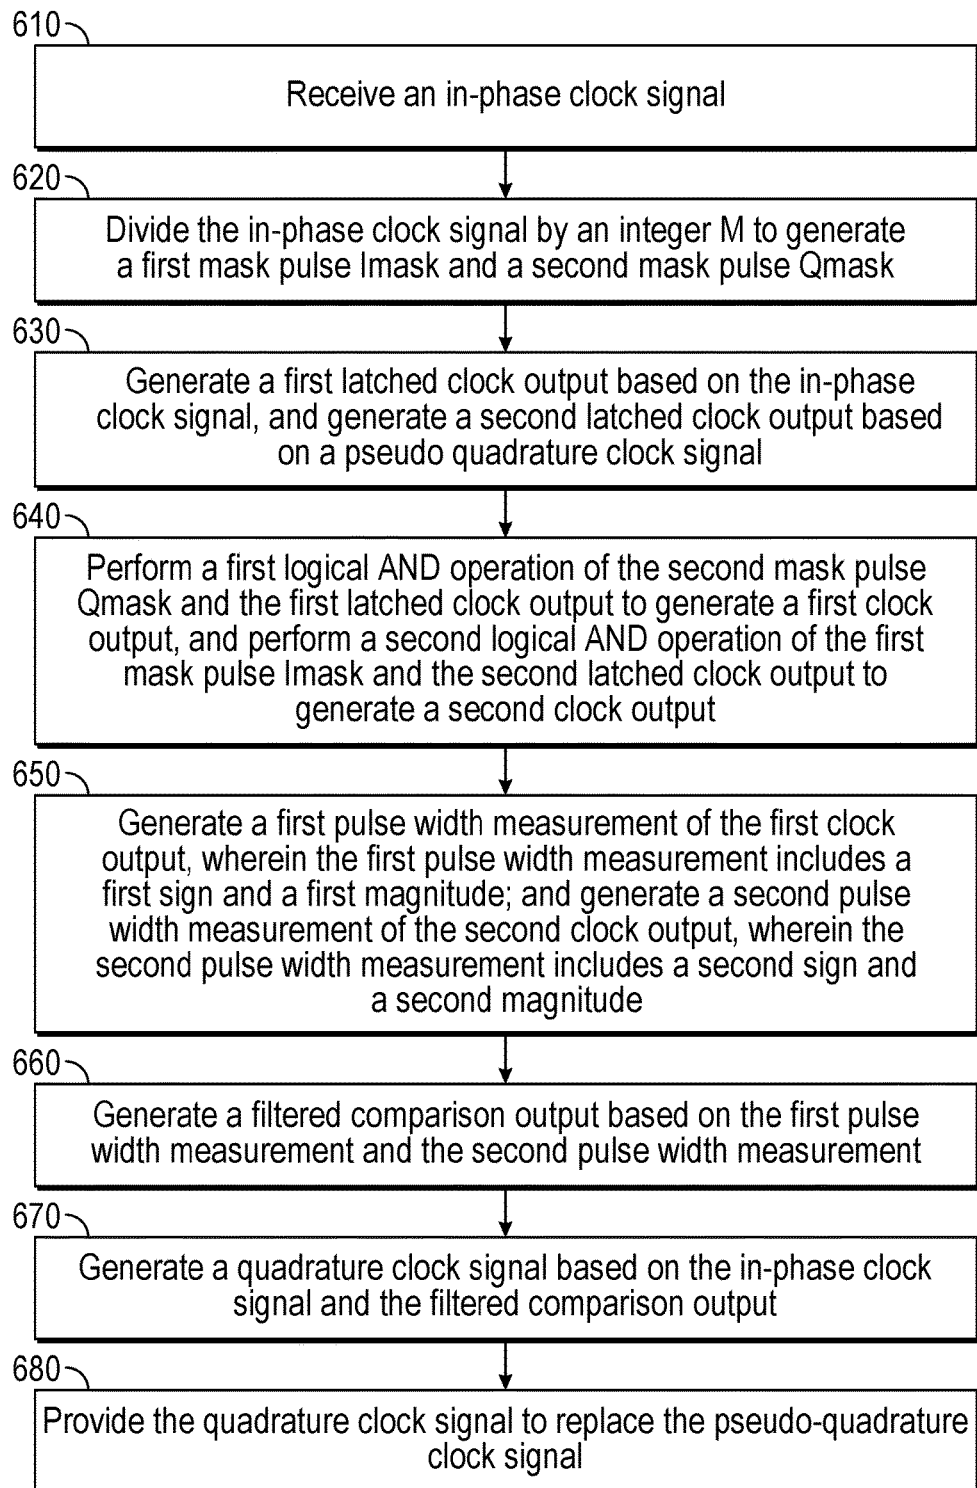 610
Receive an in-phase clock signal
620
Divide the in-phase clock signal by an integer M to generate
a first mask pulse Imask and a second mask pulse Qmask
630
Generate a first latched clock output based on the in-phase
clock signal, and generate a second latched clock output based
on a pseudo quadrature clock signal
640
Perform a first logical AND operation of the second mask pulse
Qmask and the first latched clock output to generate a first clock
output, and perform a second logical AND operation of the first
mask pulse Imask and the second latched clock output to
generate a second clock output
650
Generate a first pulse width measurement of the first clock
output, wherein the first pulse width measurement includes a
first sign and a first magnitude; and generate a second pulse
width measurement of the second clock output, wherein the
second pulse width measurement includes a second sign and
a second magnitude
660
Generate a filtered comparison output based on the first pulse
width measurement and the second pulse width measurement
670
Generate a quadrature clock signal based on the in-phase clock
signal and the filtered comparison output
680
Provide the quadrature clock signal to replace the pseudo-quadrature
clock signal